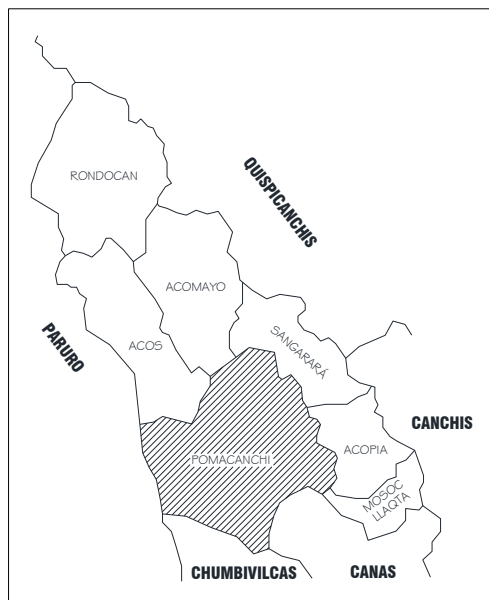 RONDOCAN
QUISPICANCHIS
ACOMAYO
PARURO
ACOS
SANGARARÁ
CANCHIS
ACOPIA
POMACANCHI
MOSOC
LLAQTA
CHUMBIVILCAS
CANAS